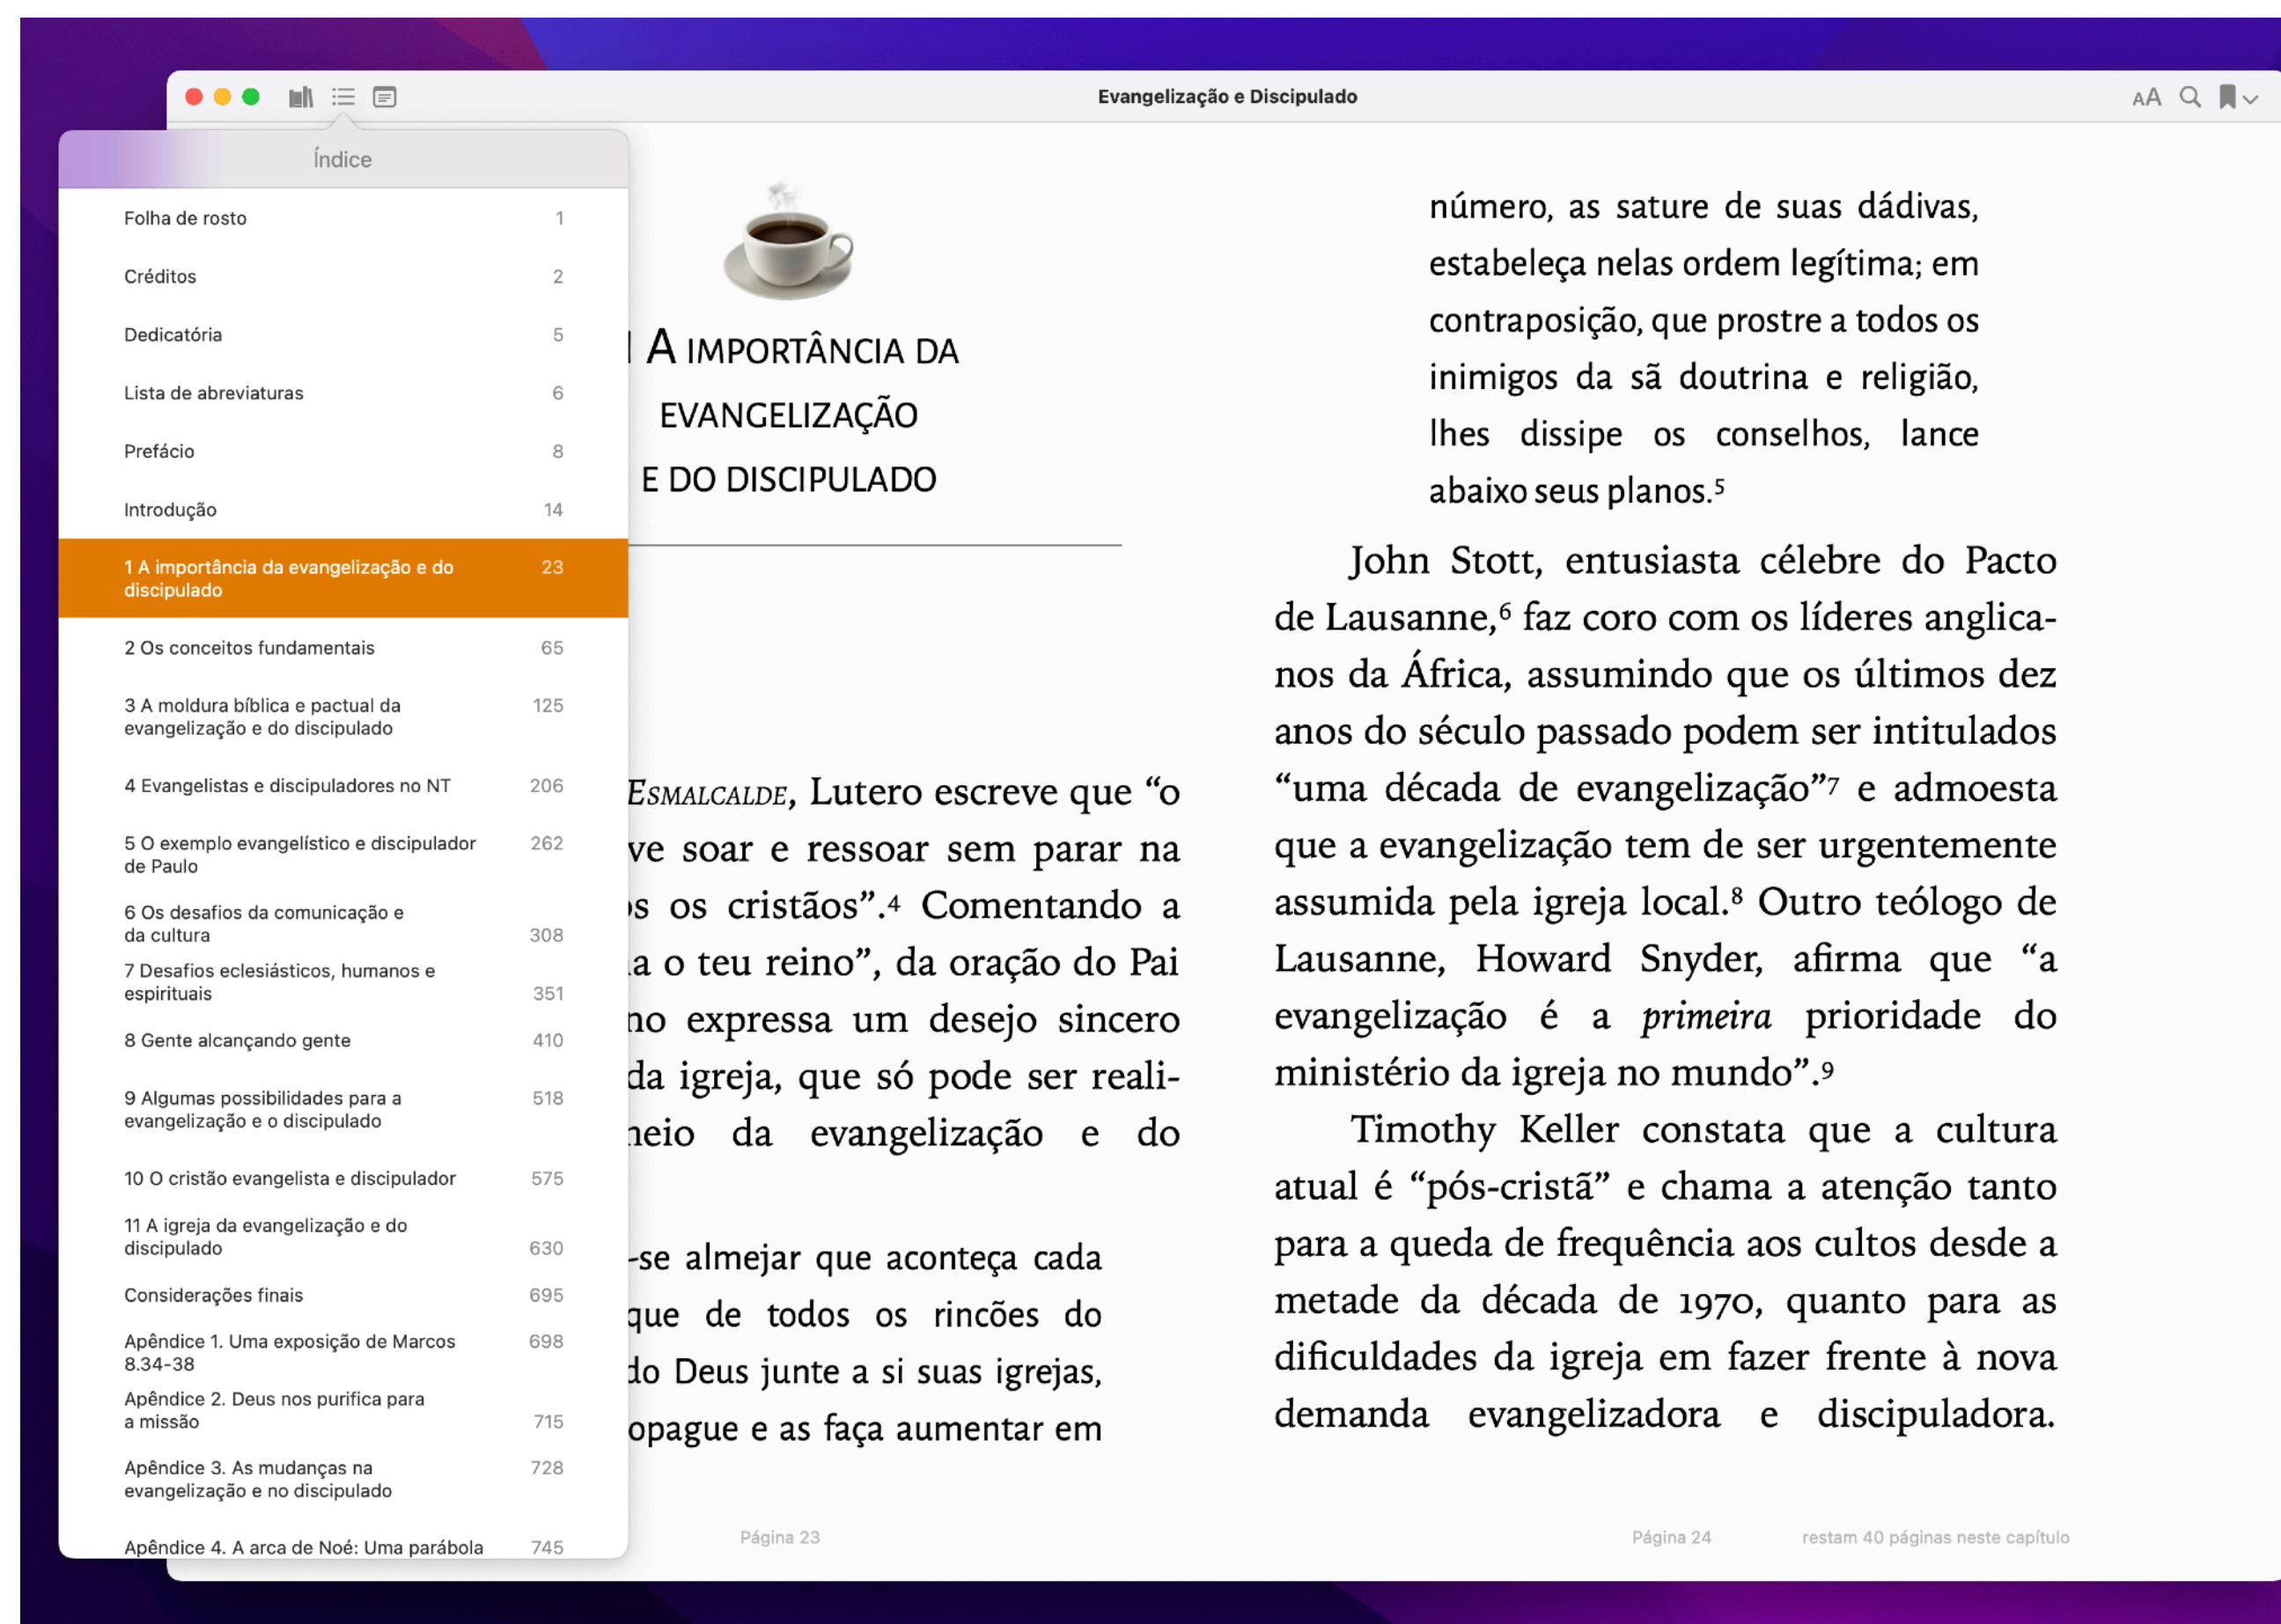 Evangelização e Discipulado
AA
Índice
Folha de rosto 1
Créditos 2
Dedicatória 5
Lista de abreviaturas 6
Prefácio 8
Introdução 14
1 A importância da evangelização e do 23
discipulado
2 Os conceitos fundamentais 65
3 A moldura bíblica e pactual da 125
evangelização e do discipulado
4 Evangelistas e discipuladores no NT 206
5 O exemplo evangelístico e discipulador 262
de Paulo
6 Os desafios da comunicação e
da cultura 308
7 Desafios eclesiásticos, humanos e
espirituais 351
8 Gente alcançando gente 410
9 Algumas possibilidades para a 518
evangelização e o discipulado
10 O cristão evangelista e discipulador 575
11 A igreja da evangelização e do
discipulado 630
Considerações finais 695
Apêndice 1. Uma exposição de Marcos 698
8.34-38
Apêndice 2. Deus nos purifica para
a missão 715
Apêndice 3. As mudanças na 728
evangelização e no discipulado
Apêndice 4. A arca de Noé: Uma parábola 745
A IMPORTÂNCIA DA
EVANGELIZAÇÃO
E DO DISCIPULADO
ESMALCALDE, Lutero escreve que “o
ve soar e ressoar sem parar na
s os cristãos”.4 Comentando a
a o teu reino”, da oração do Pai
no expressa um desejo sincero
da igreja, que só pode ser reali-
neio da evangelização e do
-se almejar que aconteça cada
que de todos os rincões do
do Deus junte a si suas igrejas,
opague e as faça aumentar em
Página 23
número, as sature de suas dádivas,
estabeleça nelas ordem legítima; em
contraposição, que prostre a todos os
inimigos da sã doutrina e religião,
lhes dissipe os conselhos, lance
abaixo seus planos.5
John Stott, entusiasta célebre do Pacto
de Lausanne,6 faz coro com os líderes anglica-
nos da África, assumindo que os últimos dez
anos do século passado podem ser intitulados
“uma década de evangelização”7 e admoesta
que a evangelização tem de ser urgentemente
assumida pela igreja local.8 Outro teólogo de
Lausanne, Howard Snyder, afirma que “a
evangelização é a primeira prioridade do
ministério da igreja no mundo”.9
Timothy Keller constata que a cultura
atual é “pós-cristã” e chama a atenção tanto
para a queda de frequência aos cultos desde a
metade da década de 1970, quanto para as
dificuldades da igreja em fazer frente à nova
demanda evangelizadora e discipuladora.
Página 24 restam 40 páginas neste capítulo